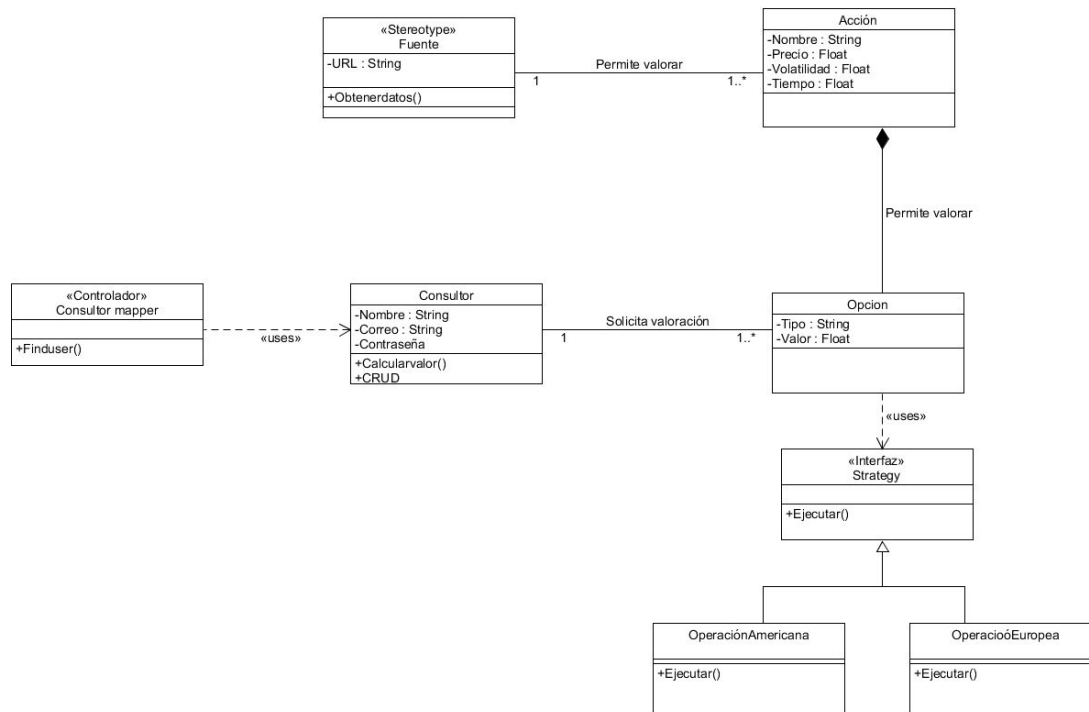 «Stereotype»
Fuente
-URL : String
+Obtenerdatos()
Permite valorar
1
1..*
Acción
-Nombre : String
-Precio : Float
-Volatilidad : Float
-Tiempo : Float
Permite valorar
«Controlador»
Consultor mapper
+Finduser()
«uses»
Consultor
-Nombre : String
-Correo : String
-Contraseña
+Calcularvalor()
+CRUD
Solicita valoración
1
1..*
Opcion
-Tipo : String
-Valor : Float
«uses»
«Interfaz»
Strategy
+Ejecutar()
OperaciónAmericana
+Ejecutar()
OperacioóEuropea
+Ejecutar()